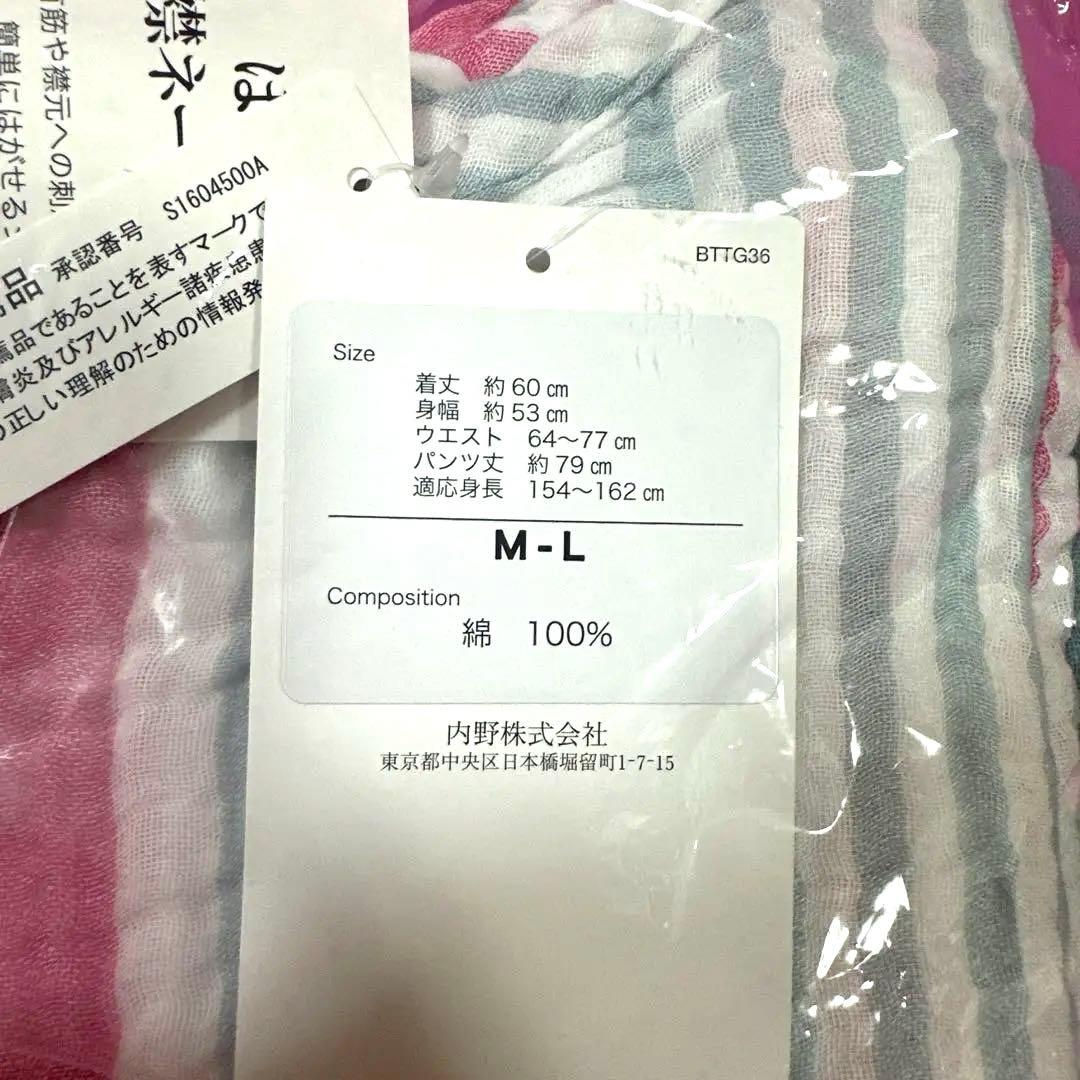 は
襟ネー
筋や襟元への刺
簡単にはがせる
品 承認番号 S1604500A
薦品であることを表すマークで
膚炎及びアレルギー諸疾患患
の正しい理解のための情報発
BTTG36
Size
着丈 約60㎝
身幅 約53㎝
ウエスト 64〜77㎝
パンツ丈 約79㎝
適応身長 154〜162㎝
M-L
Composition
綿 100%
内野株式会社
東京都中央区日本橋堀留町1-7-15